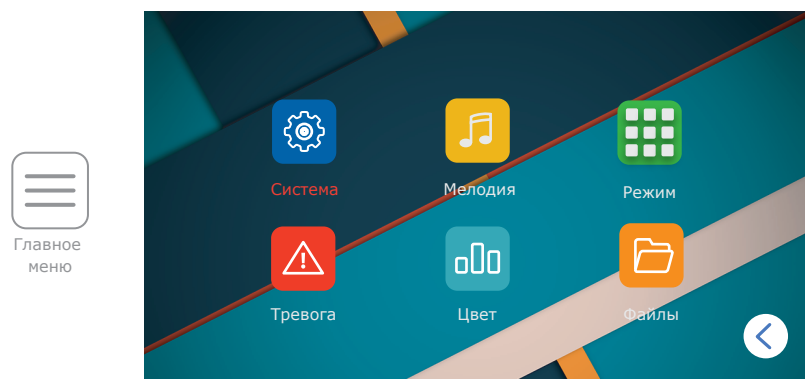 Система
Мелодия
Режим
Главное
меню
Тревога
Цвет
Файлы